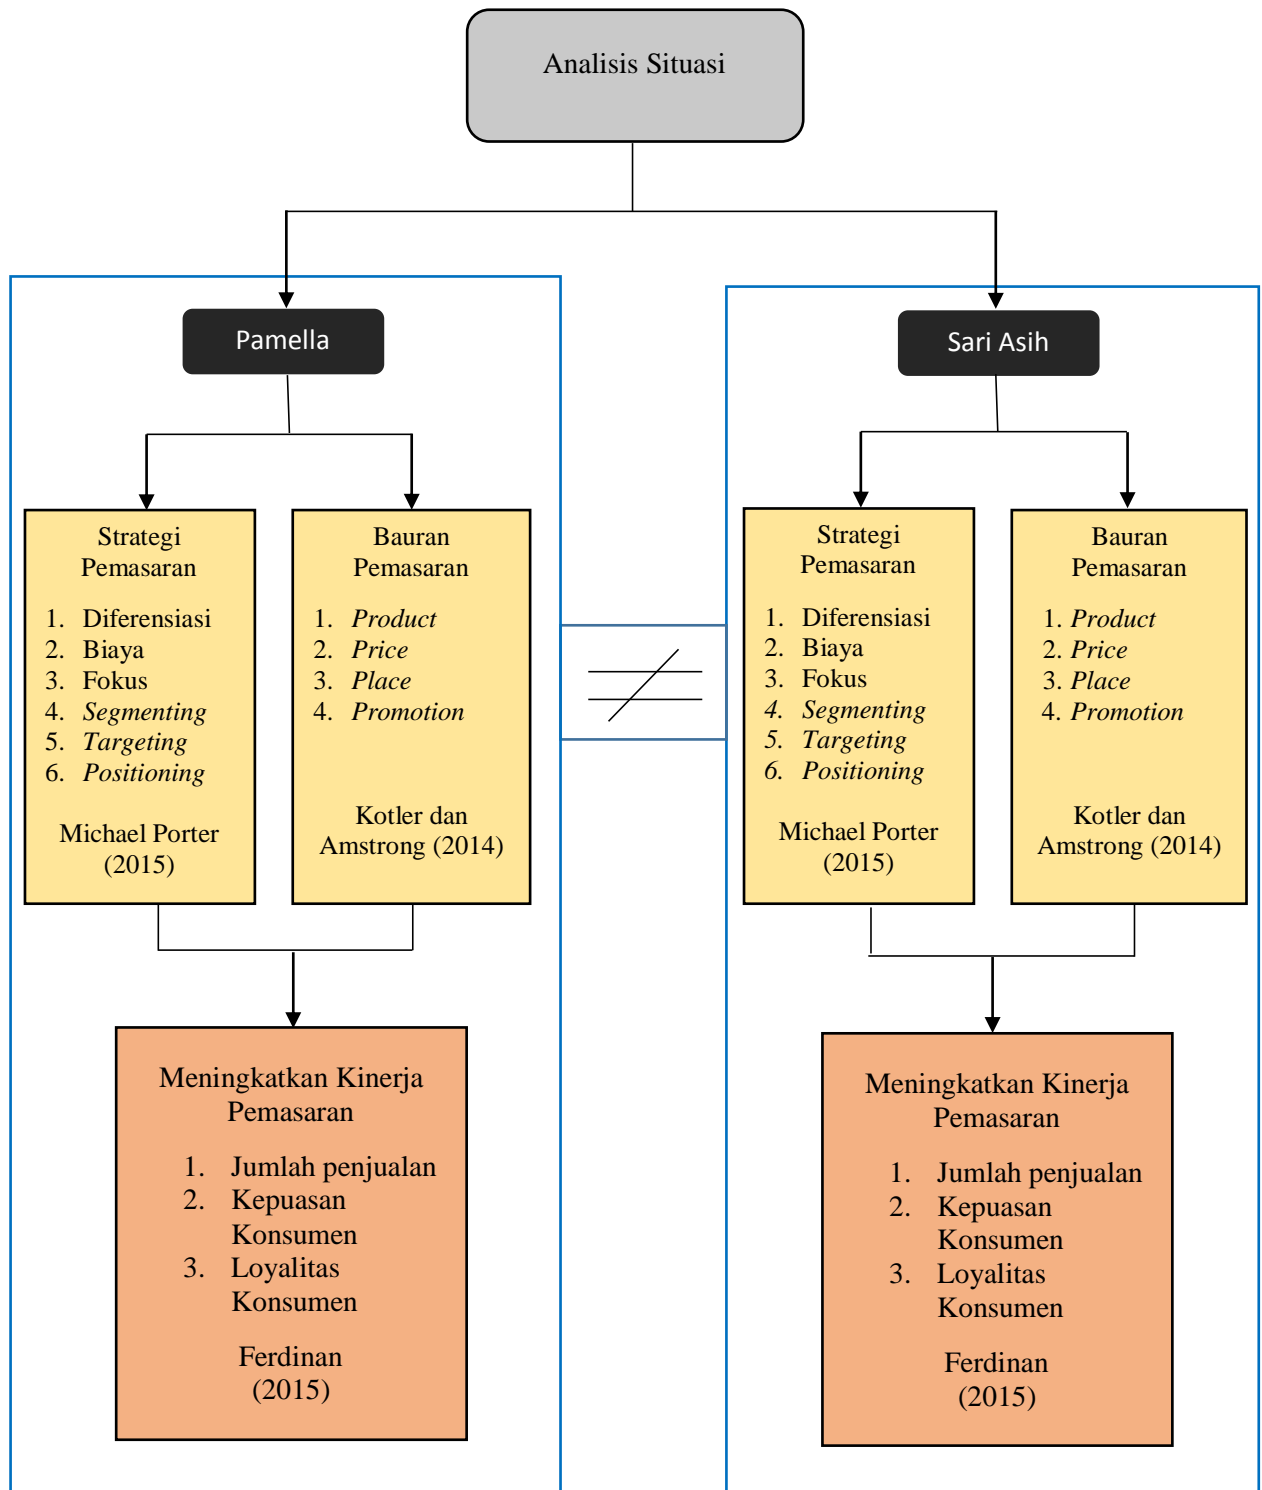 Analisis Situasi
Pamella
Strategi
Pemasaran
1. Diferensiasi
2. Biaya
3. Fokus
4. Segmenting
5. Targeting
6. Positioning
Michael Porter
(2015)
Bauran
Pemasaran
1. Product
2. Price
3. Place
4. Promotion
Kotler dan
Amstrong (2014)
Meningkatkan Kinerja
Pemasaran
1. Jumlah penjualan
2. Kepuasan
Konsumen
3. Loyalitas
Konsumen
Ferdinan
(2015)
Sari Asih
Strategi
Pemasaran
1. Diferensiasi
2. Biaya
3. Fokus
4. Segmenting
5. Targeting
6. Positioning
Michael Porter
(2015)
Bauran
Pemasaran
1. Product
2. Price
3. Place
4. Promotion
Kotler dan
Amstrong (2014)
Meningkatkan Kinerja
Pemasaran
1. Jumlah penjualan
2. Kepuasan
Konsumen
3. Loyalitas
Konsumen
Ferdinan
(2015)